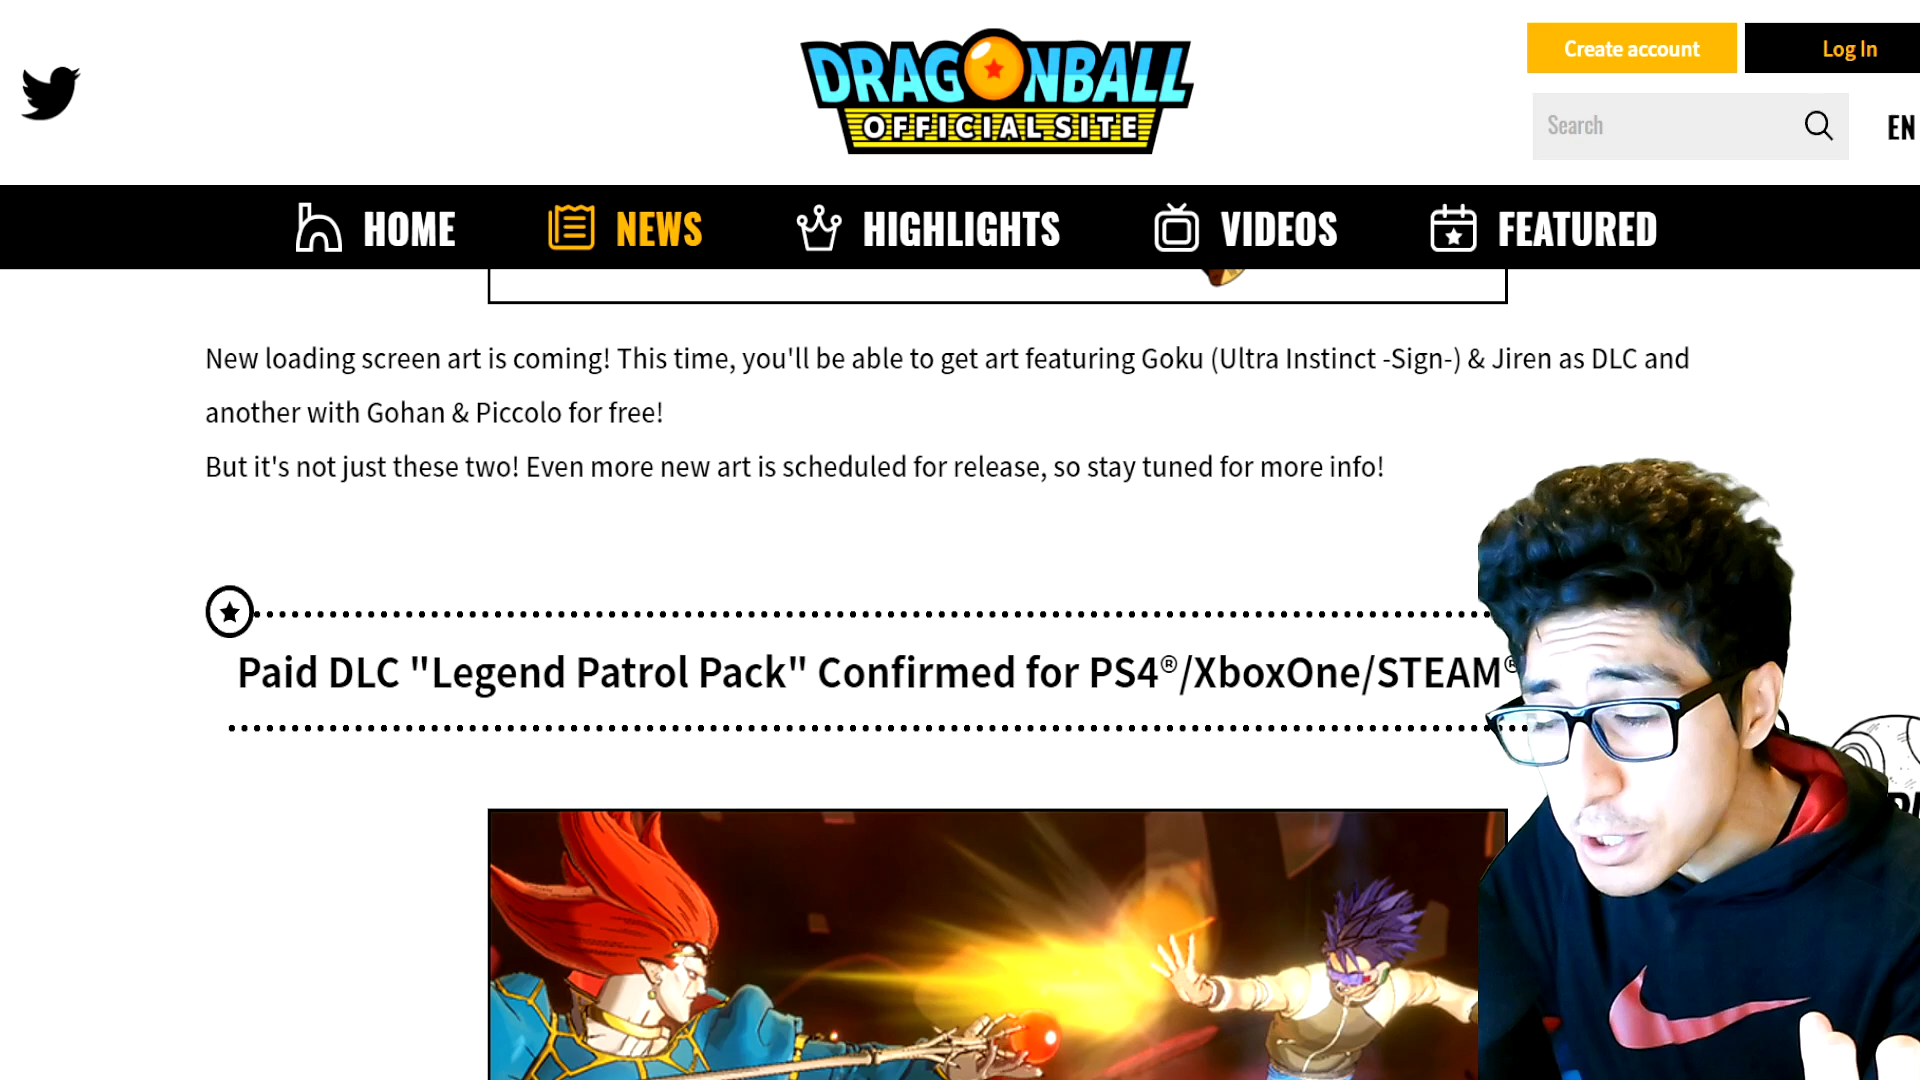 DRAGONBALL
OFFICIAL SITE
Create account
Log In
Search
EN
HOME
NEWS
HIGHLIGHTS
VIDEOS
FEATURED
New loading screen art is coming! This time, you'll be able to get art featuring Goku (Ultra Instinct -Sign-) & Jiren as DLC and
another with Gohan & Piccolo for free!
But it's not just these two! Even more new art is scheduled for release, so stay tuned for more info!
Paid DLC "Legend Patrol Pack" Confirmed for PS4®/XboxOne/STEAM®